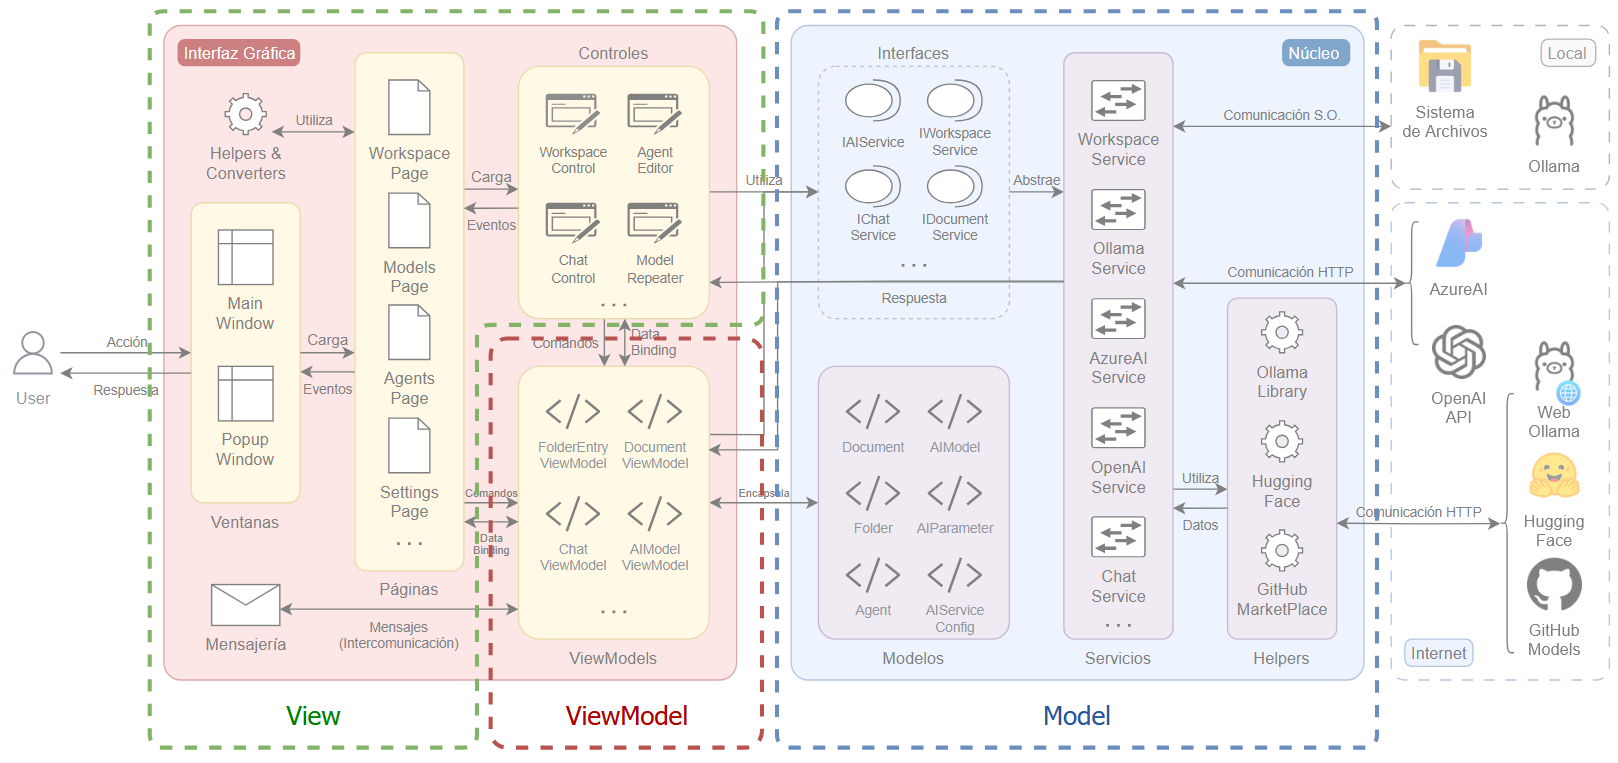 Interfaz Gráfica
Helpers &
Converters
Utiliza
Main
Window
Popup
Window
Ventanas
User
Acción
Respuesta
Carga
Eventos
Workspace
Page
Models
Page
Agents
Page
Settings
Page
...
Páginas
Carga
Eventos
Controles
Workspace
Control
Agent
Editor
Chat
Control
Model
Repeater
...
Comandos
Data
Binding
FolderEntry
ViewModel
Document
ViewModel
Chat
ViewModel
AIModel
ViewModel
...
ViewModels
Comandos
Data
Binding
Mensajería
Mensajes
(Intercomunicación)
View
ViewModel
Utiliza
Encapsula
Núcleo
Interfaces
IAIService
IWorkspace
Service
IChat
Service
IDocument
Service
...
Abstrae
Respuesta
Document
AIModel
Folder
AIParameter
Agent
AIService
Config
Modelos
Workspace
Service
Ollama
Service
AzureAI
Service
OpenAI
Service
Chat
Service
...
Servicios
Utiliza
Datos
Ollama
Library
Hugging
Face
GitHub
MarketPlace
Helpers
Model
Comunicación S.O.
Comunicación HTTP
Comunicación HTTP
Local
Sistema
de Archivos
Ollama
AzureAI
OpenAI
API
Web
Ollama
Hugging
Face
GitHub
Models
Internet